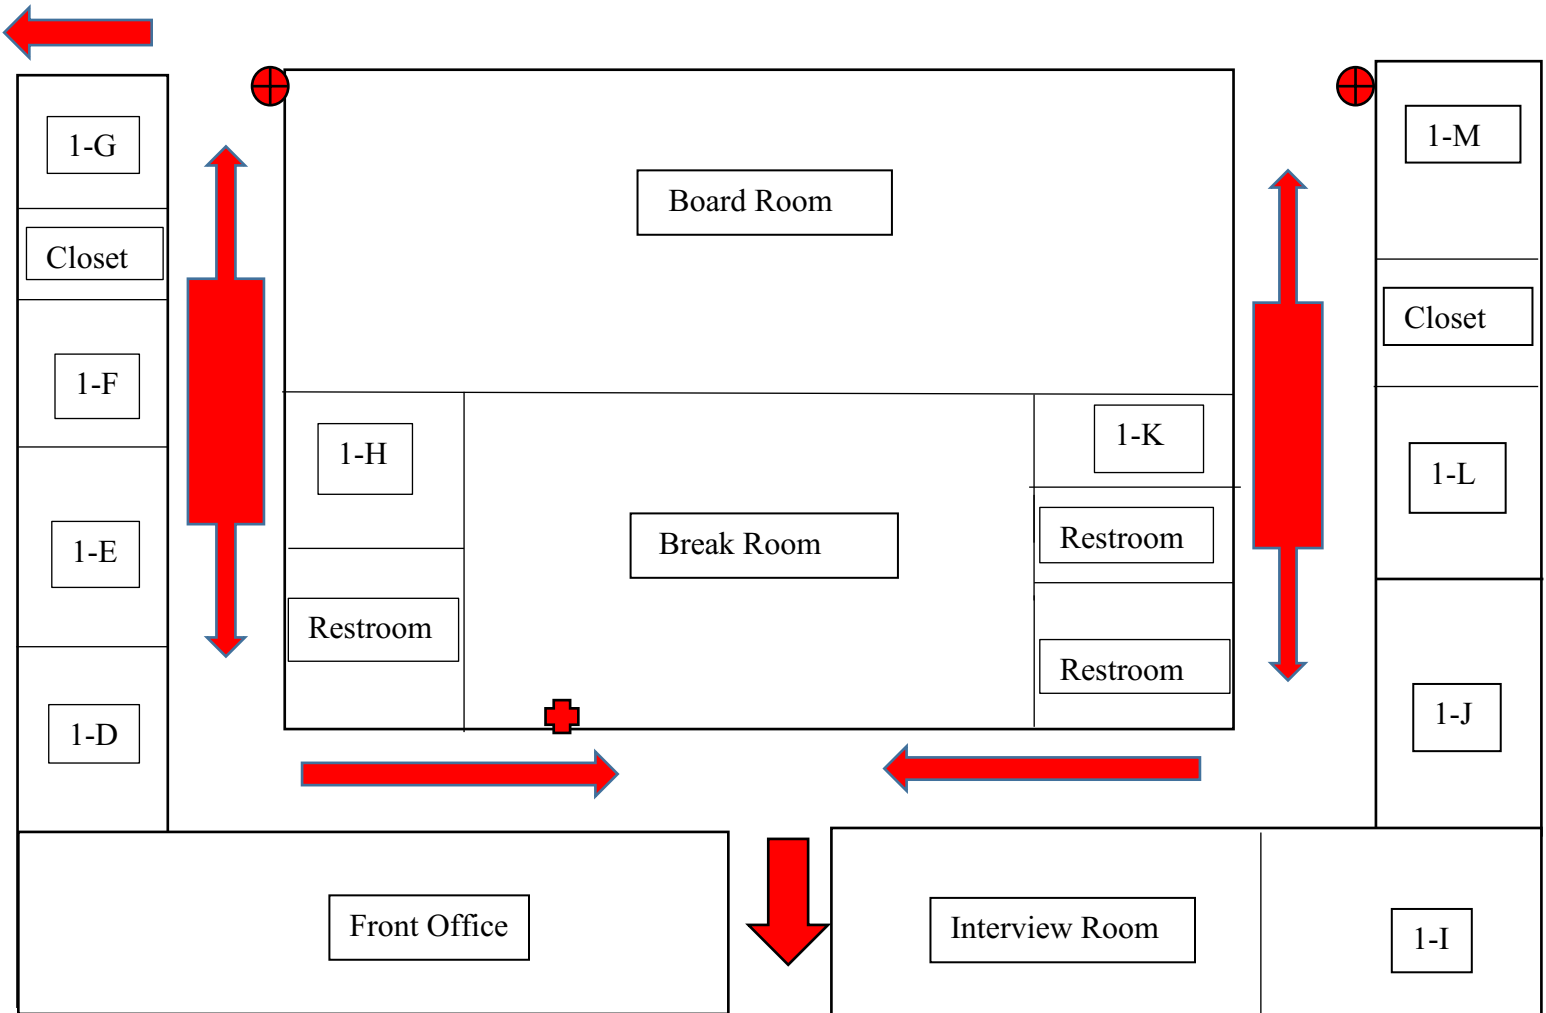 1-G
Closet
1-F
1-E
1-D
Board Room
1-H
Restroom
Break Room
1-K
Restroom
Restroom
1-M
Closet
1-L
1-J
Front Office
Interview Room
1-I